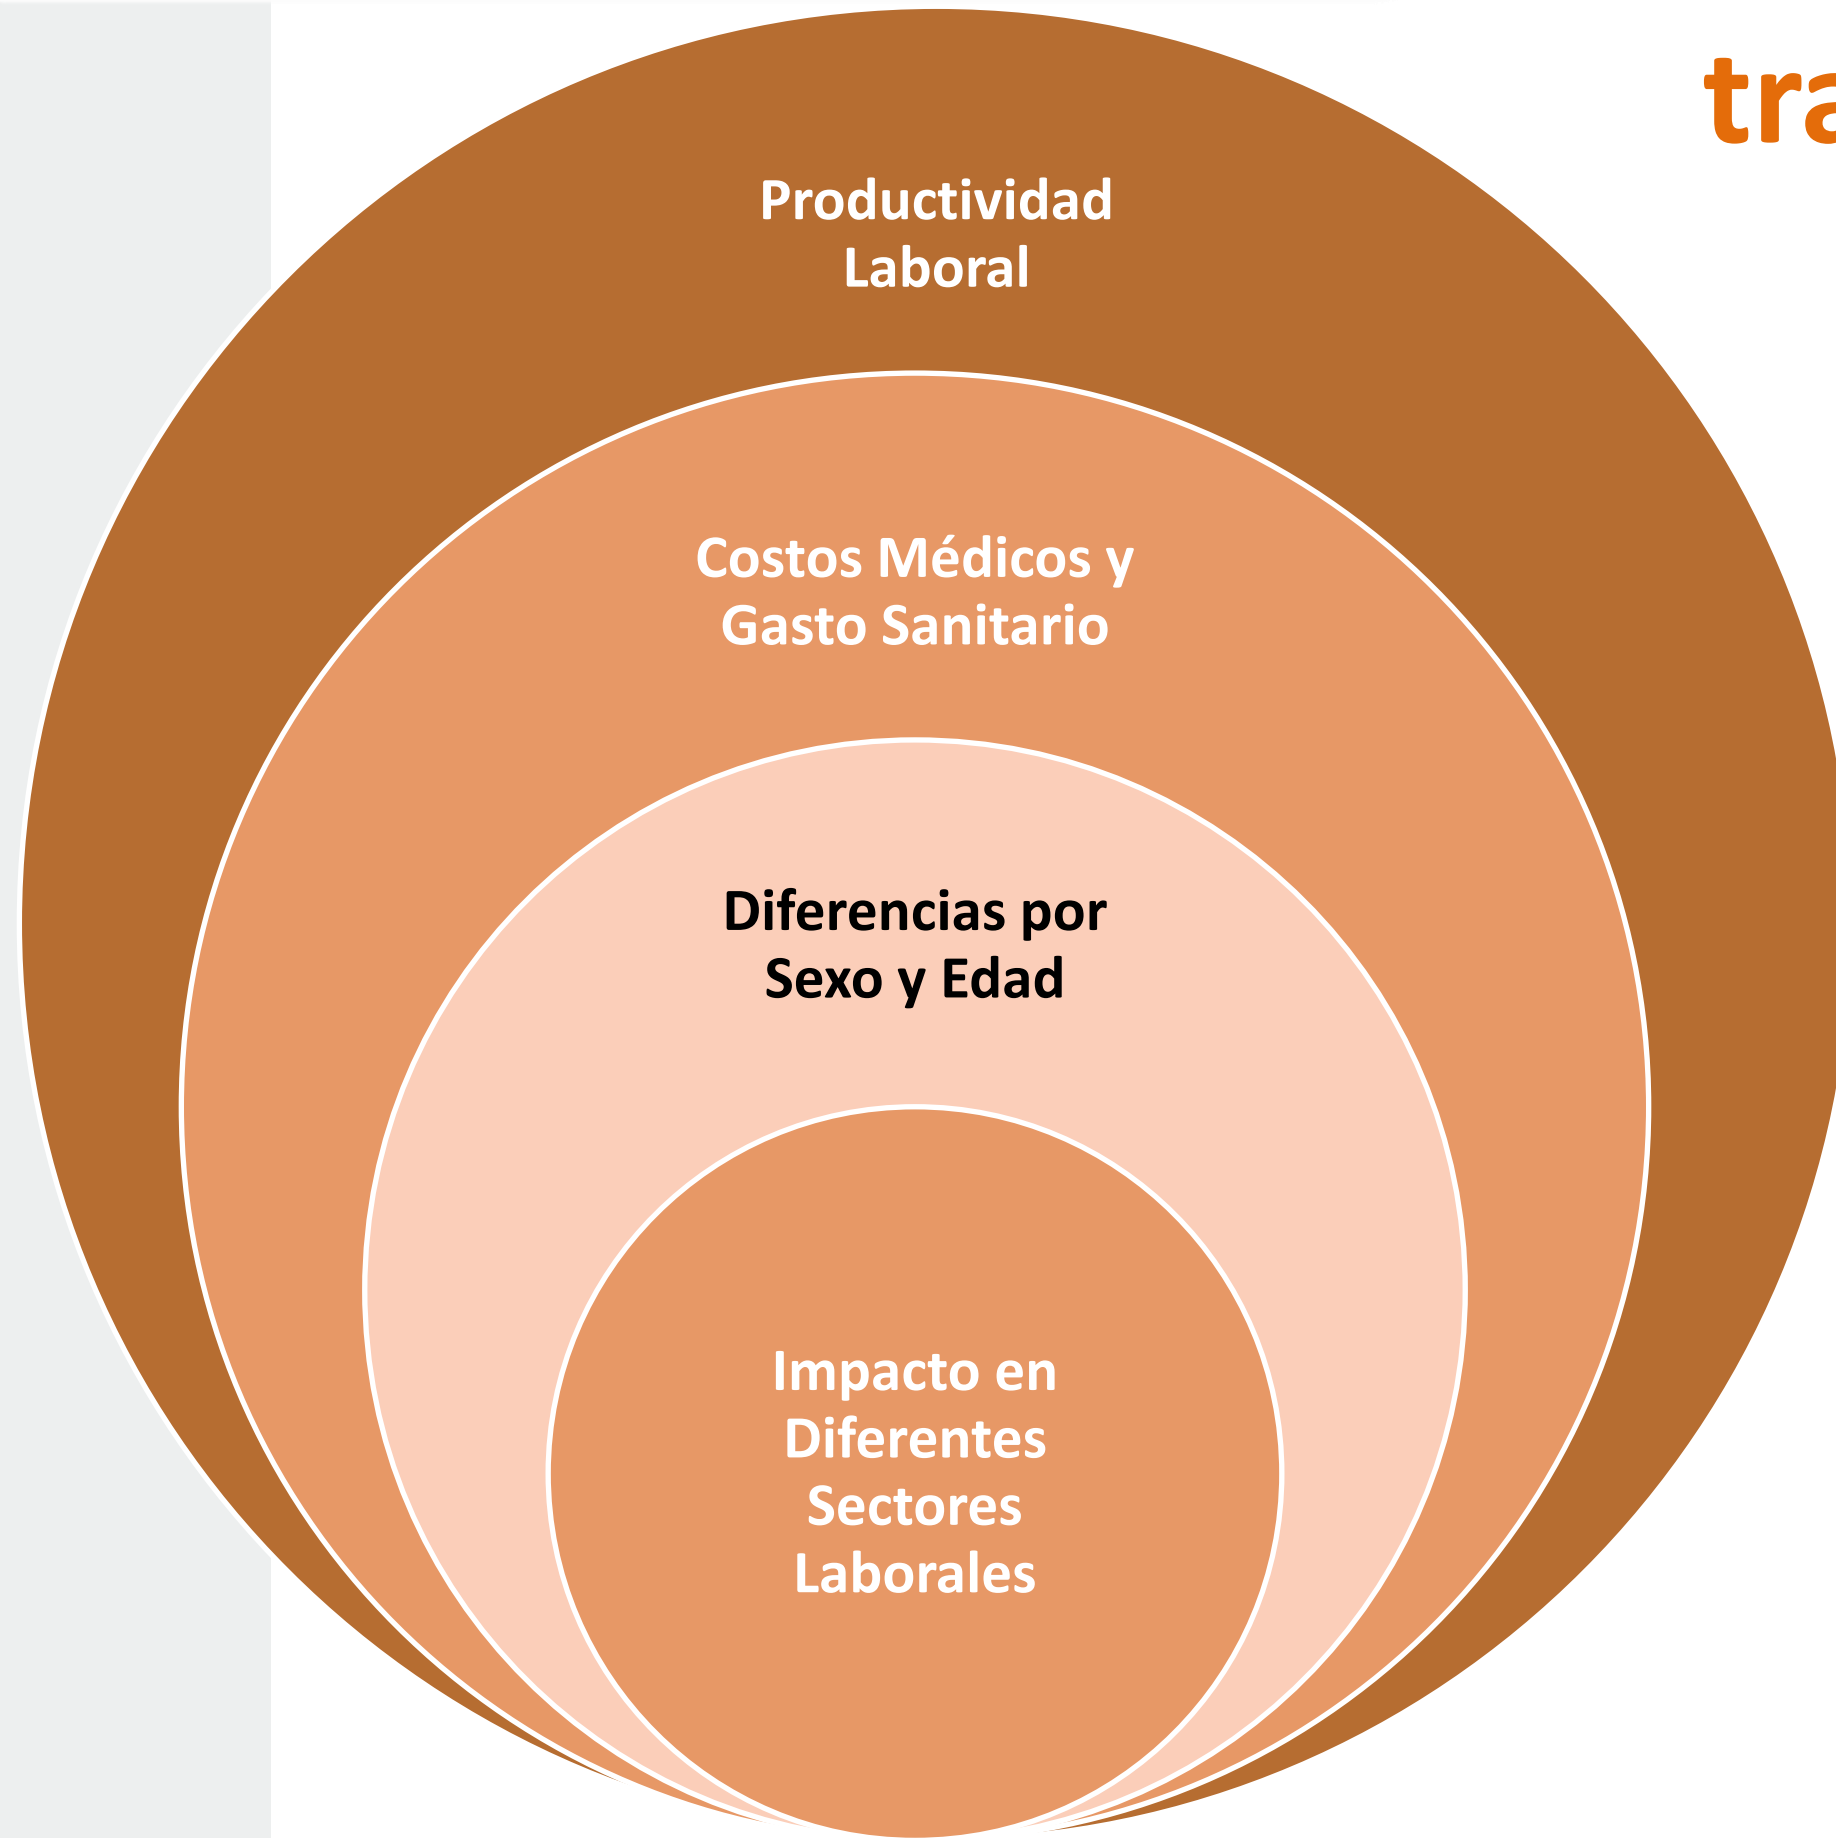 Productividad
Laboral
Costos Médicos y
Gasto Sanitario
Diferencias por
Sexo y Edad
Impacto en
Diferentes
Sectores
Laborales